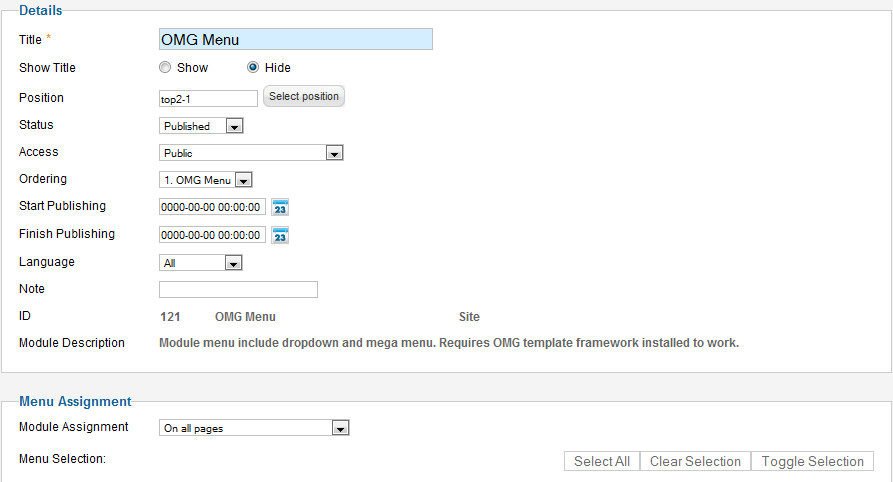 Details
Title * OMG Menu
Show Title Show Hide
Position top2-1 Select position
Status Published
Access Public
Ordering 1. OMG Menu
Start Publishing 0000-00-00 00:00:00 23
Finish Publishing 0000-00-00 00:00:00 23
Language All
Note
ID 121 OMG Menu Site
Module Description Module menu include dropdown and mega menu. Requires OMG template framework installed to work.
Menu Assignment
Module Assignment On all pages
Menu Selection: Select All Clear Selection Toggle Selection